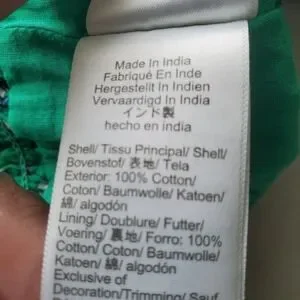 Made In India
Fabriqué En Inde
Hergestellt In Indien
Vervaardigd In India
インド製
hecho en india
Shell/ Tissu Principal/ Shell/
Bovenstof/ 表地/ Tela
Exterior: 100% Cotton/
Coton/ Baumwolle/ Katoen/
綿/ algodón
Lining/ Doublure/ Futter/
Voering/ 裏地/ Forro: 100%
Cotton/ Coton/ Baumwolle/
Katoen/ 綿/ algodón
Exclusive of
Decoration/Trimming/ Sauf